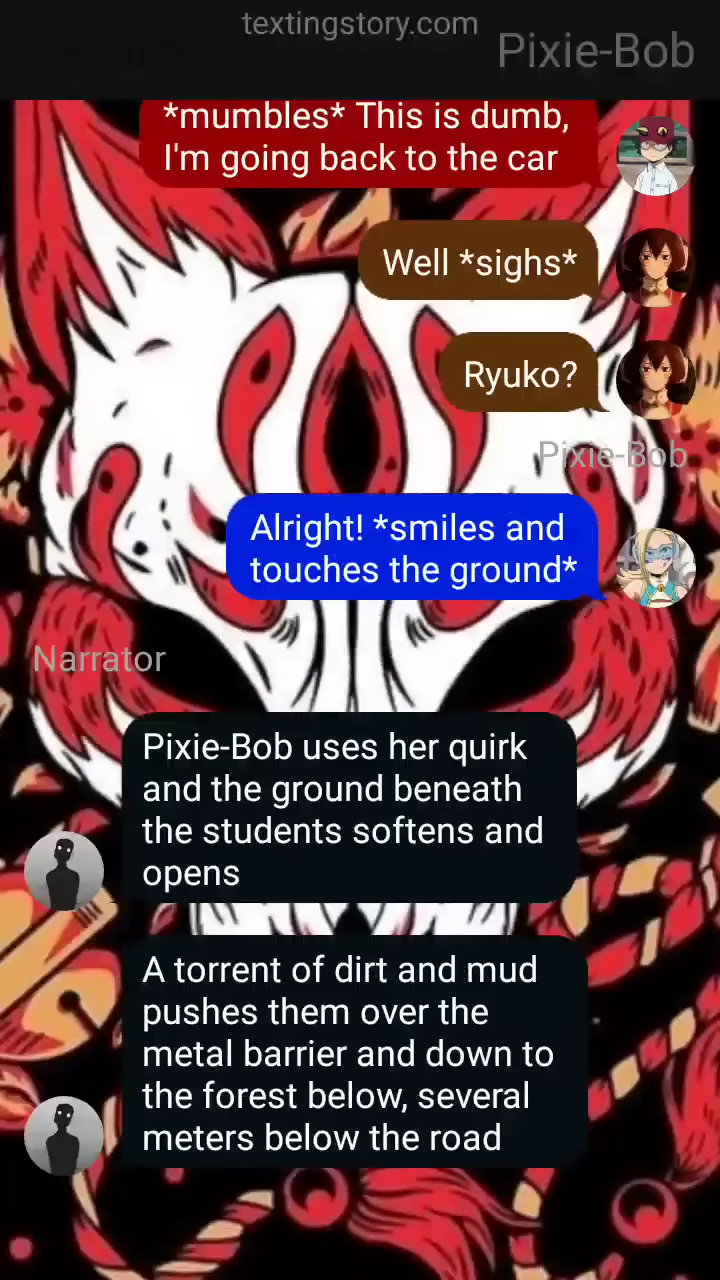 textingstory.com
Pixie-Bob
*mumbles* This is dumb,
I'm going back to the car
Well *sighs*
Ryuko?
Pixie-Bob
Alright! *smiles and
touches the ground*
Narrator
Pixie-Bob uses her quirk
and the ground beneath
the students softens and
opens
A torrent of dirt and mud
pushes them over the
metal barrier and down to
the forest below, several
meters below the road